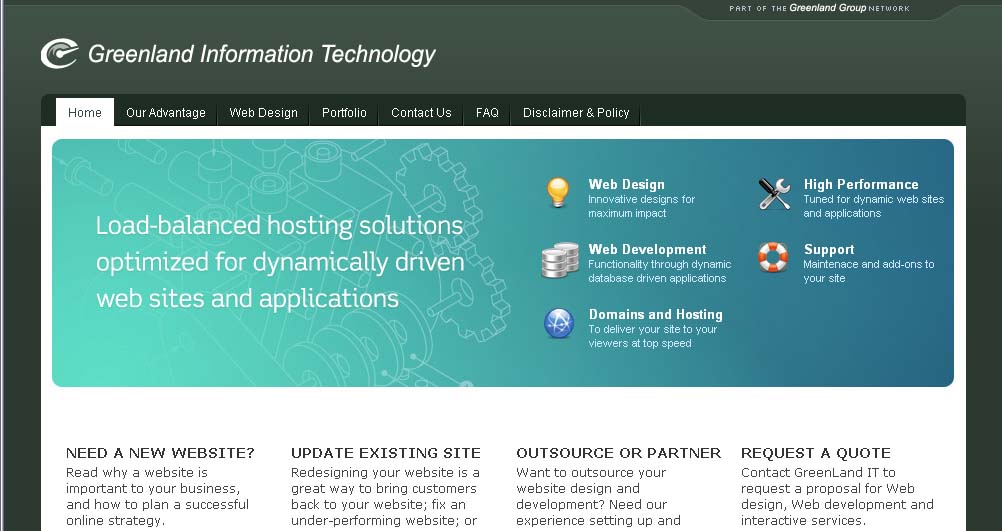 PART OF THE Greenland Group NETWORK
Greenland Information Technology
Home Our Advantage Web Design Portfolio Contact Us FAQ Disclaimer & Policy
Load-balanced hosting solutions
optimized for dynamically driven
web sites and applications
Web Design
Innovative designs for
maximum impact
Web Development
Functionality through dynamic
database driven applications
Domains and Hosting
To deliver your site to your
viewers at top speed
High Performance
Tuned for dynamic web sites
and applications
Support
Maintenace and add-ons to
your site
NEED A NEW WEBSITE?
Read why a website is
important to your business,
and how to plan a successful
online strategy.
UPDATE EXISTING SITE
Redesigning your website is a
great way to bring customers
back to your website; fix an
under-performing website; or
OUTSOURCE OR PARTNER
Want to outsource your
website design and
development? Need our
experience setting up and
REQUEST A QUOTE
Contact GreenLand IT to
request a proposal for Web
design, Web development and
interactive services.